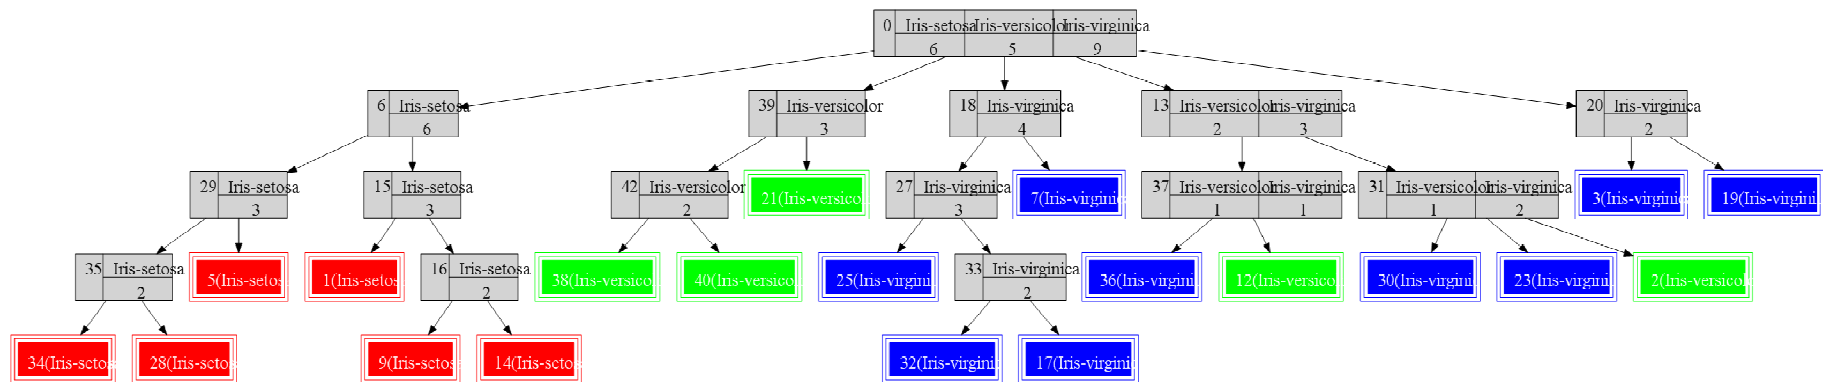 0 Iris-setosa Iris-versicolor Iris-virginica
6 5 9
6 Iris-setosa
6
39 Iris-versicolor
3
18 Iris-virginica
4
13 Iris-versicolor Iris-virginica
2 3
20 Iris-virginica
2
29 Iris-setosa
3
15 Iris-setosa
3
42 Iris-versicolor
2
21(Iris-versico
27 Iris-virginica
3
7(Iris-virginic
37 Iris-versicolor Iris-virginica
1 1
31 Iris-versicolor Iris-virginica
1 2
3(Iris-virginic
19(Iris-virgini
35 Iris-setosa
2
5(Iris-setos
1(Iris-setos
16 Iris-setosa
2
38(Iris-versico
40(Iris-versico
25(Iris-virgini
33 Iris-virginica
2
36(Iris-virgini
12(Iris-versico
30(Iris-virgini
23(Iris-virgini
2(Iris-versicol
34(Iris-setos
28(Iris-setos
9(Iris-setos
14(Iris-setos
32(Iris-virgini
17(Iris-virgini